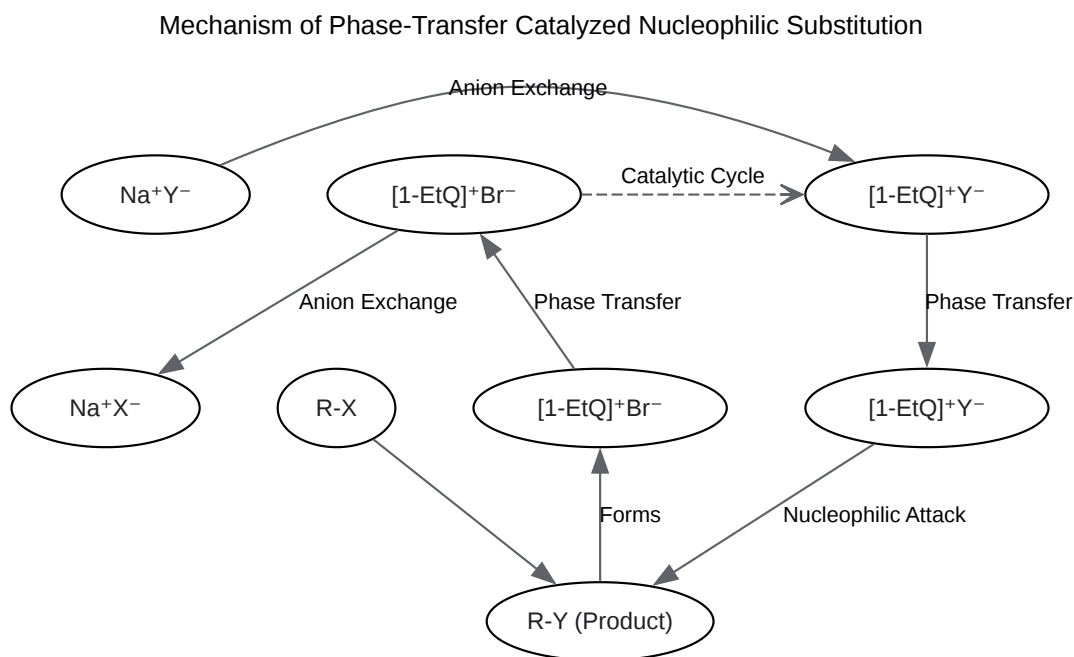 Mechanism of Phase-Transfer Catalyzed Nucleophilic Substitution
Anion Exchange
Na⁺Y⁻
[1-EtQ]⁺Br⁻
Catalytic Cycle
[1-EtQ]⁺Y⁻
Anion Exchange
Phase Transfer
Phase Transfer
Na⁺X⁻
R-X
[1-EtQ]⁺Br⁻
[1-EtQ]⁺Y⁻
Forms
Nucleophilic Attack
R-Y (Product)